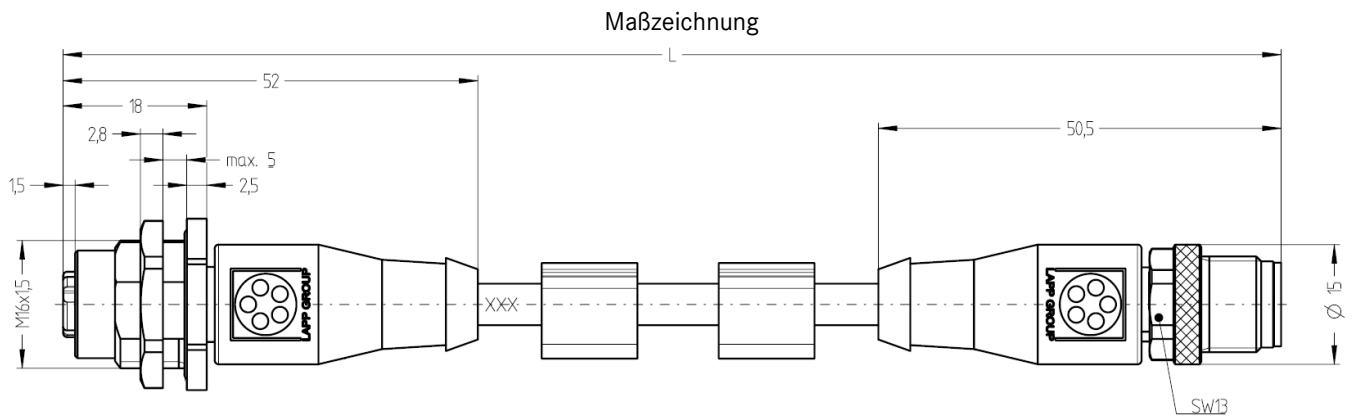 Maßzeichnung
L
52
18
50,5
2,8
max. 5
1,5
2,5
M16x1,5
LAPP GROUP
XXX
LAPP GROUP
Ø 15
SW13